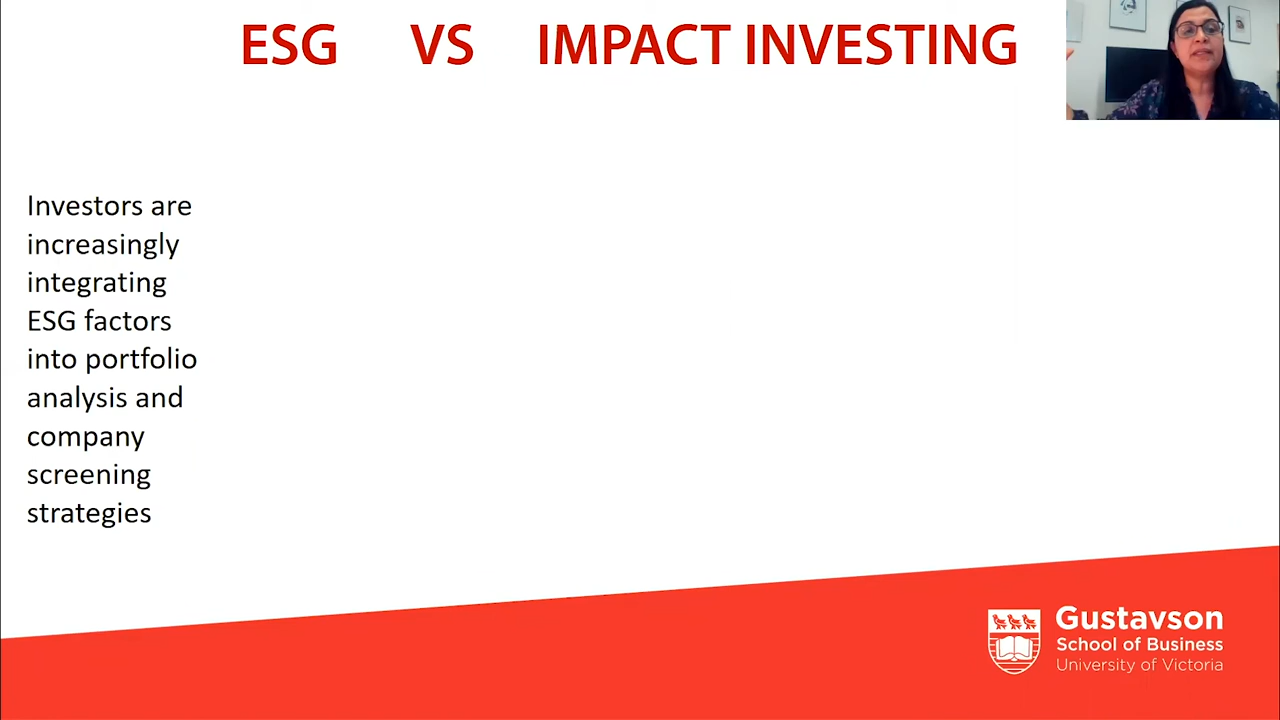 ESG VS IMPACT INVESTING
Investors are
increasingly
integrating
ESG factors
into portfolio
analysis and
company
screening
strategies
Gustavson
School of Business
University of Victoria